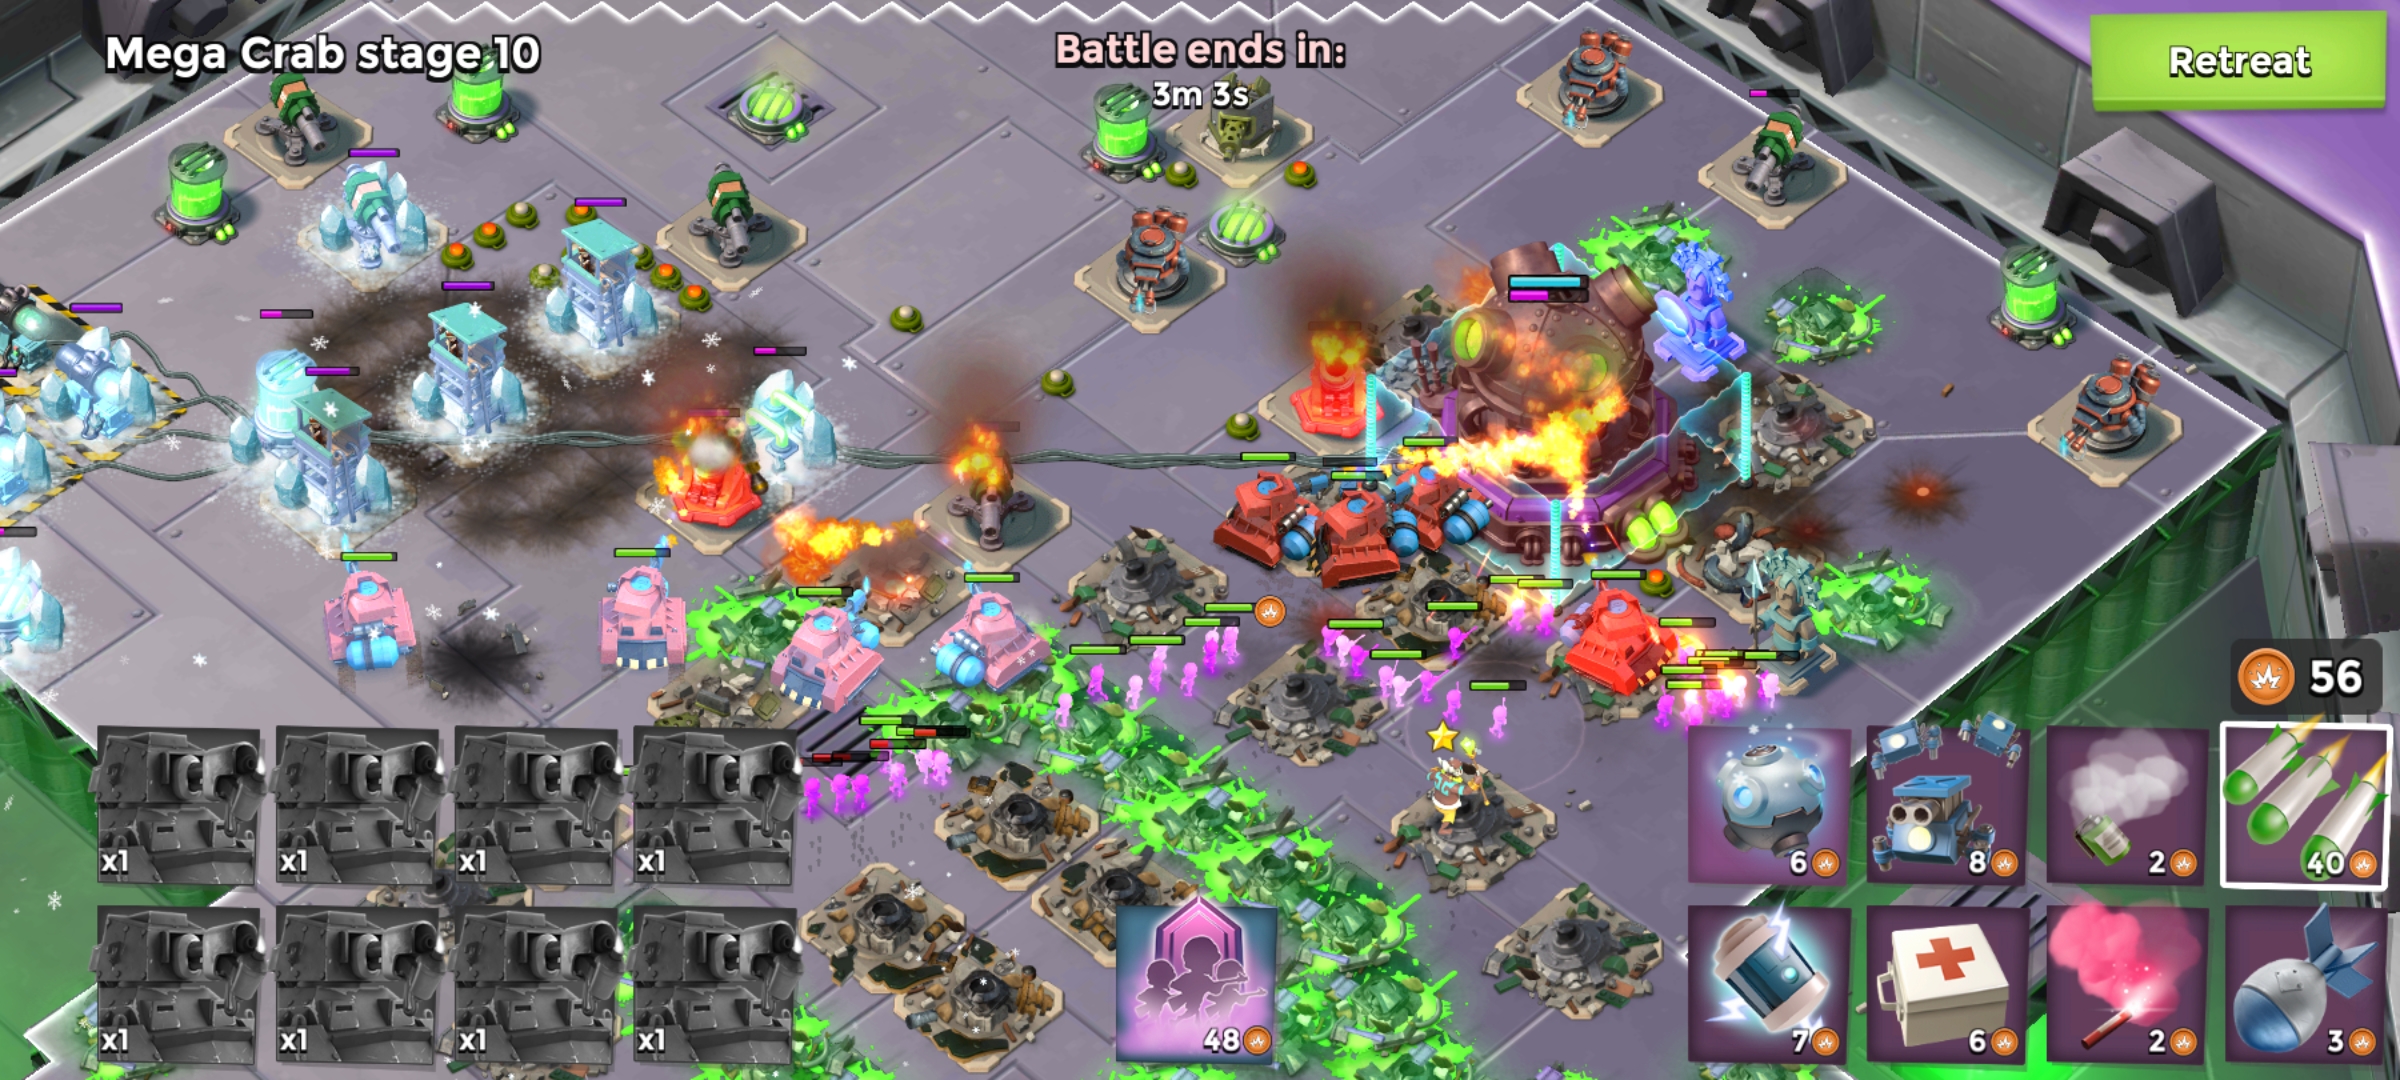 Mega Crab stage 10
Battle ends in:
3m 3s
Retreat
56
6
8
2
40
x1
x1
x1
x1
x1
x1
x1
x1
48
7
6
2
3